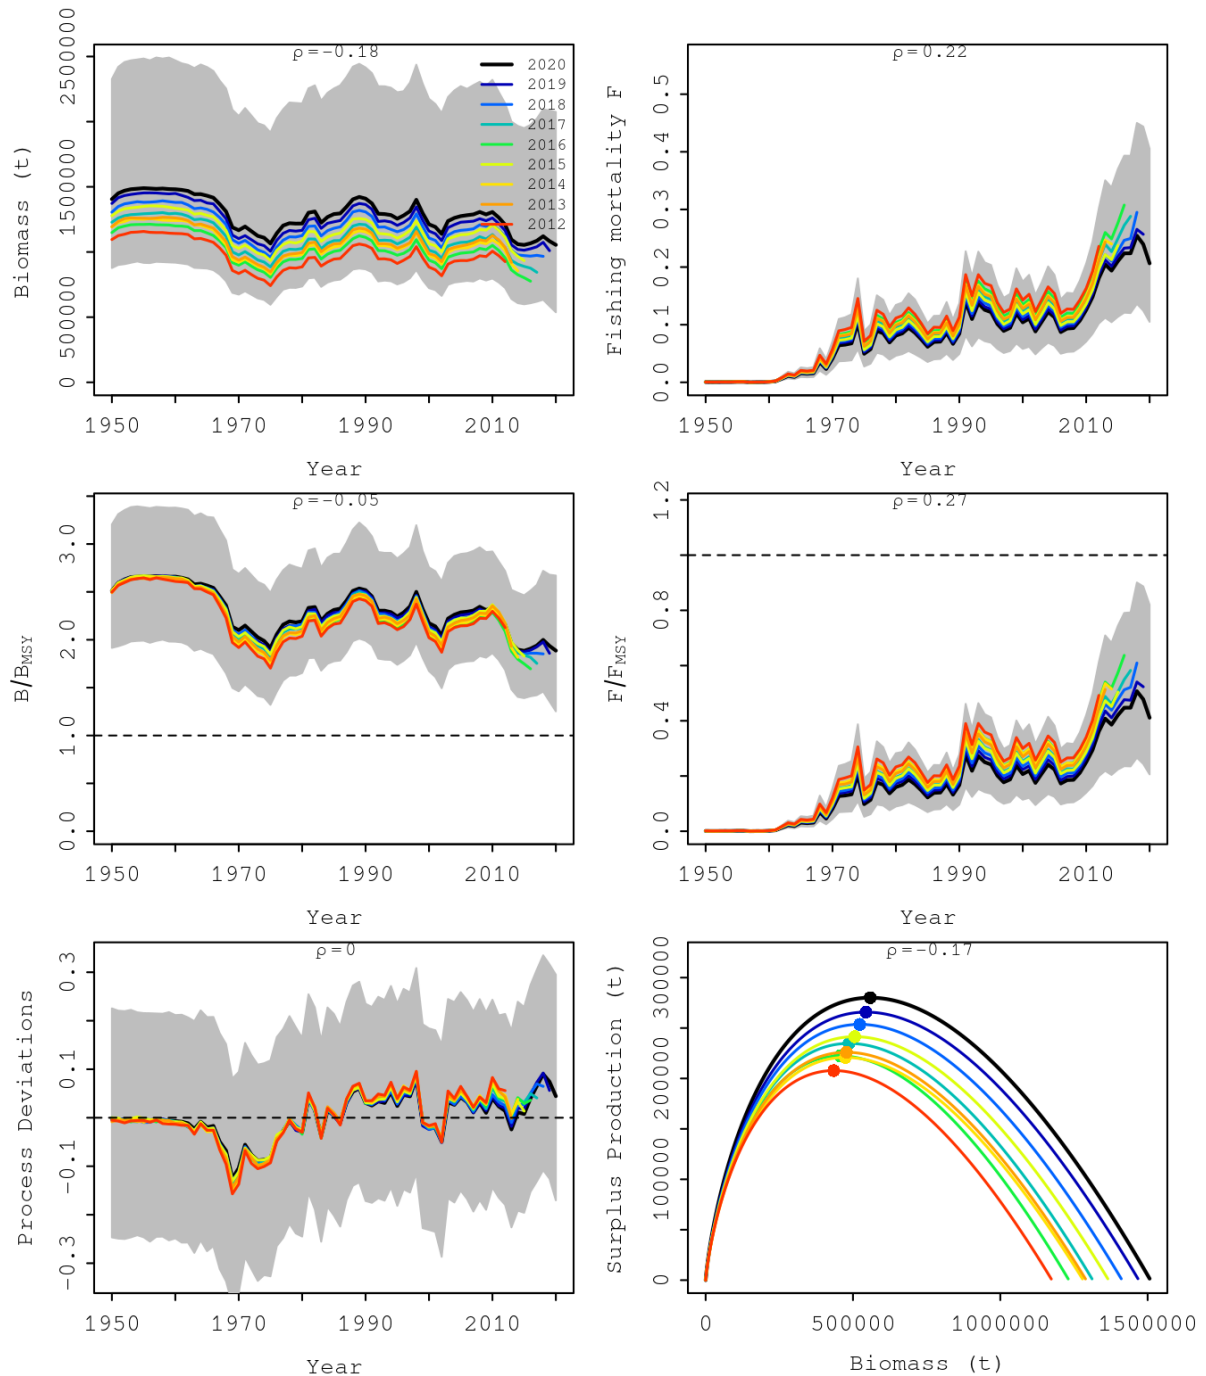 ρ=-0.18
Biomass (t)
0 500000 1500000 2500000
2020
2019
2018
2017
2016
2015
2014
2013
2012
1950 1970 1990 2010
Year
ρ=0.22
Fishing mortality F
0.0 0.1 0.2 0.3 0.4 0.5
1950 1970 1990 2010
Year
ρ=-0.05
B/BMSY
0.0 1.0 2.0 3.0
1950 1970 1990 2010
Year
ρ=0.27
F/FMSY
0.0 0.4 0.8 1.2
1950 1970 1990 2010
Year
ρ=0
Process Deviations
-0.3 -0.1 0.1 0.3
1950 1970 1990 2010
Year
ρ=-0.17
Surplus Production (t)
0 100000 200000 300000
0 500000 1000000 1500000
Biomass (t)